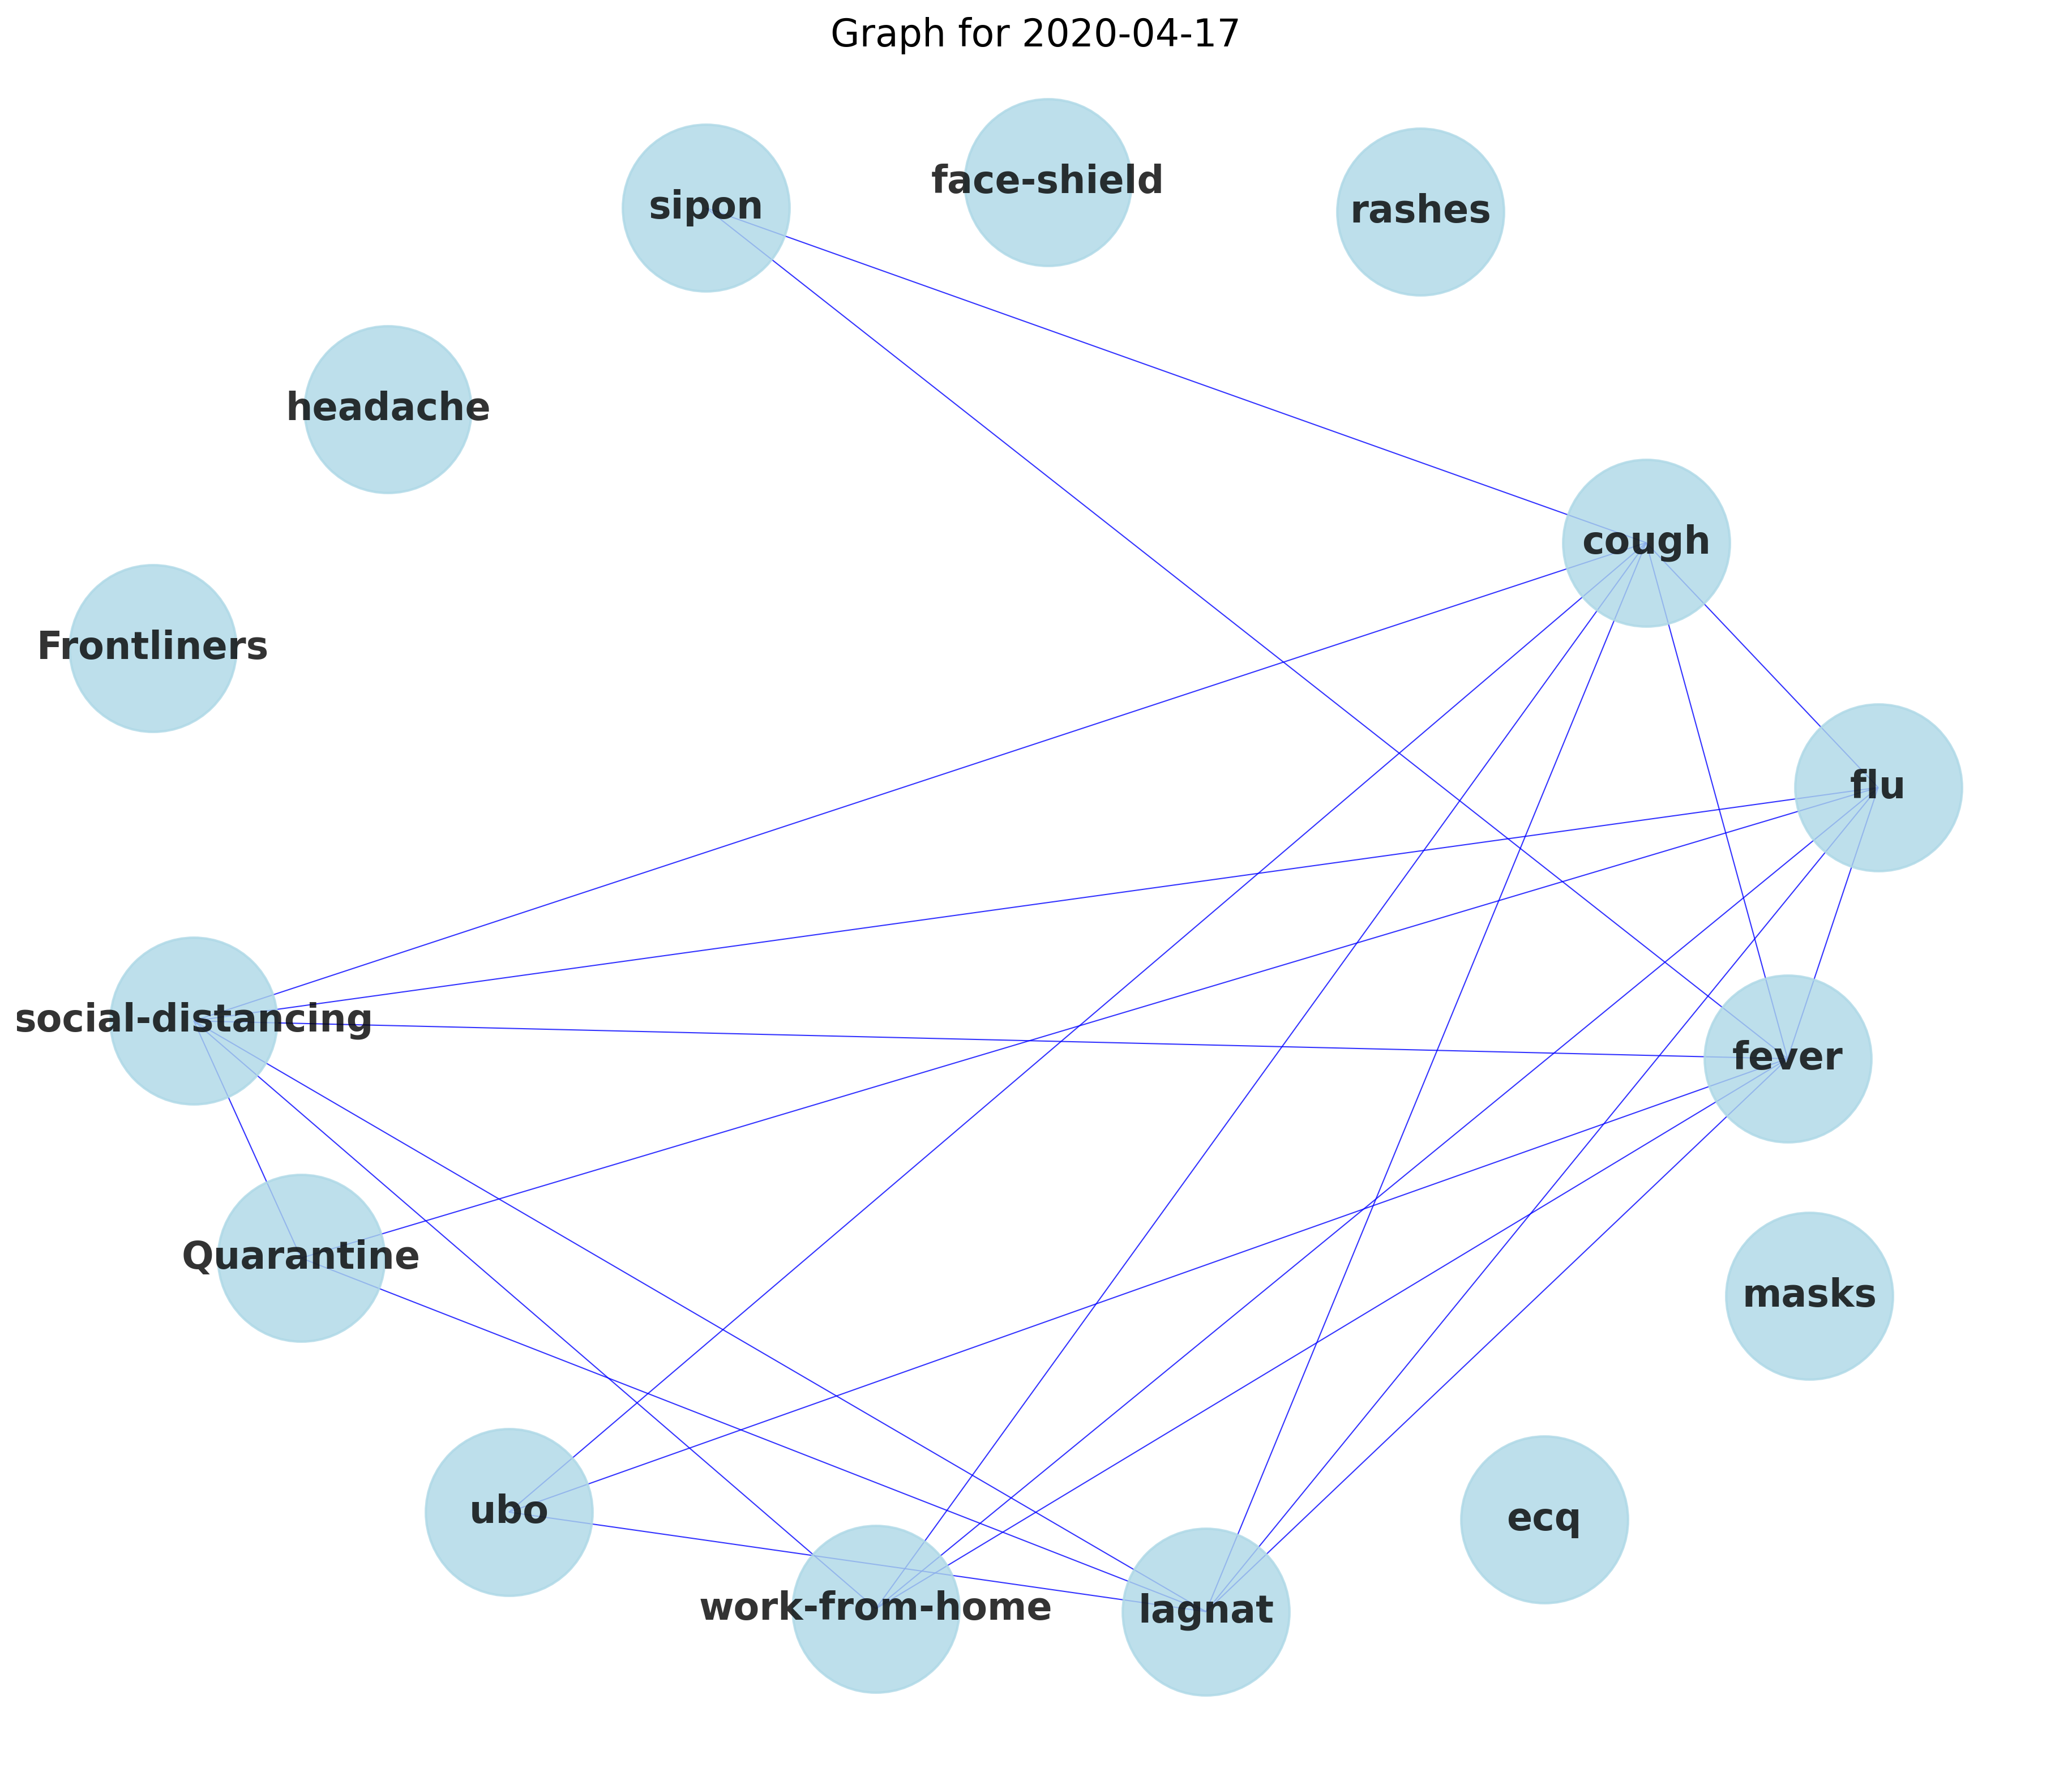 Graph for 2020-04-17
face-shield
sipon
rashes
headache
cough
Frontliners
flu
social-distancing
fever
Quarantine
masks
ubo
ecq
work-from-home
lagnat